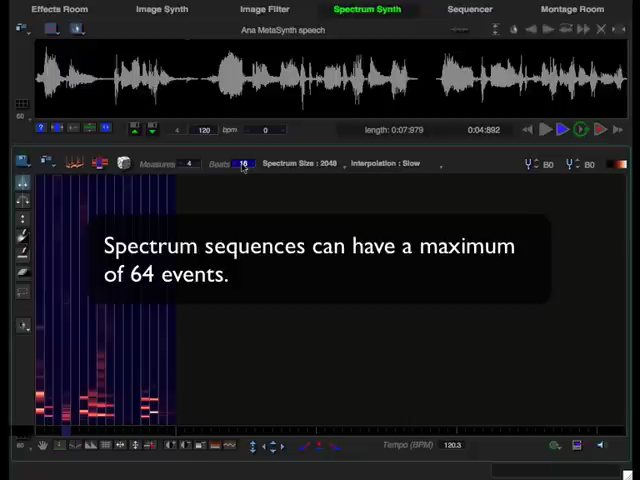 Effects Room Image Synth Image Filter Spectrum Synth Sequencer Montage Room
Ana MetaSynth speech
60
4 120 bpm 0 length: 0:07:979 0:04:892
Measures 4 Beats 16 Spectrum Size : 2048 Interpolation : Slow B0 B0
Spectrum sequences can have a maximum
of 64 events.
Tempo (BPM) 120.3